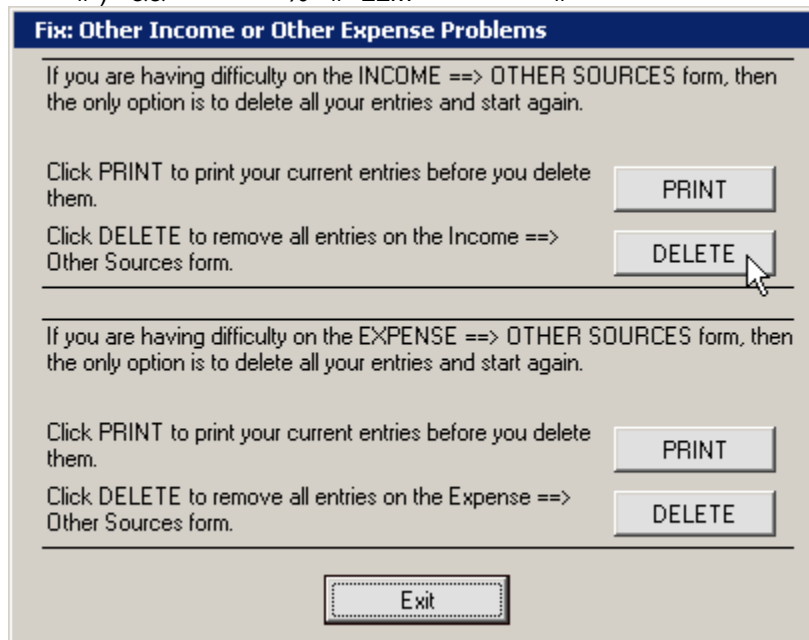 Fix: Other Income or Other Expense Problems
If you are having difficulty on the INCOME ==> OTHER SOURCES form, then
the only option is to delete all your entries and start again.
Click PRINT to print your current entries before you delete
them.
PRINT
Click DELETE to remove all entries on the Income ==>
Other Sources form.
DELETE
If you are having difficulty on the EXPENSE ==> OTHER SOURCES form, then
the only option is to delete all your entries and start again.
Click PRINT to print your current entries before you delete
them.
PRINT
Click DELETE to remove all entries on the Expense ==>
Other Sources form.
DELETE
Exit